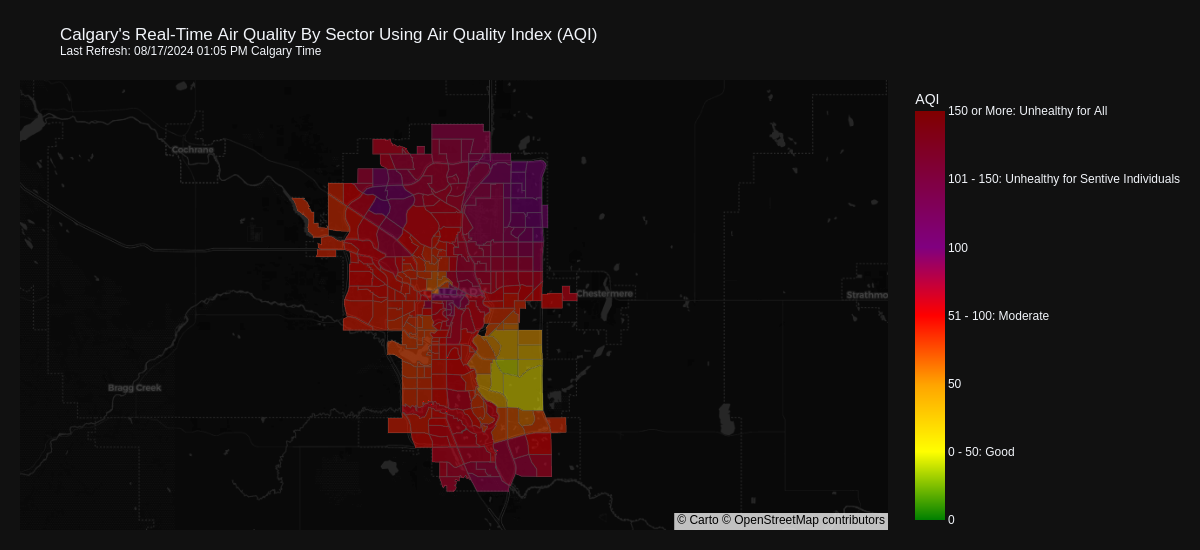 Calgary's Real-Time Air Quality By Sector Using Air Quality Index (AQI)
Last Refresh: 08/17/2024 01:05 PM Calgary Time
AQI
150 or More: Unhealthy for All
101 - 150: Unhealthy for Sentive Individuals
100
51 - 100: Moderate
50
0 - 50: Good
0
Cochrane
CALGARY
Chestermere
Strathmo
Bragg Creek
© Carto © OpenStreetMap contributors